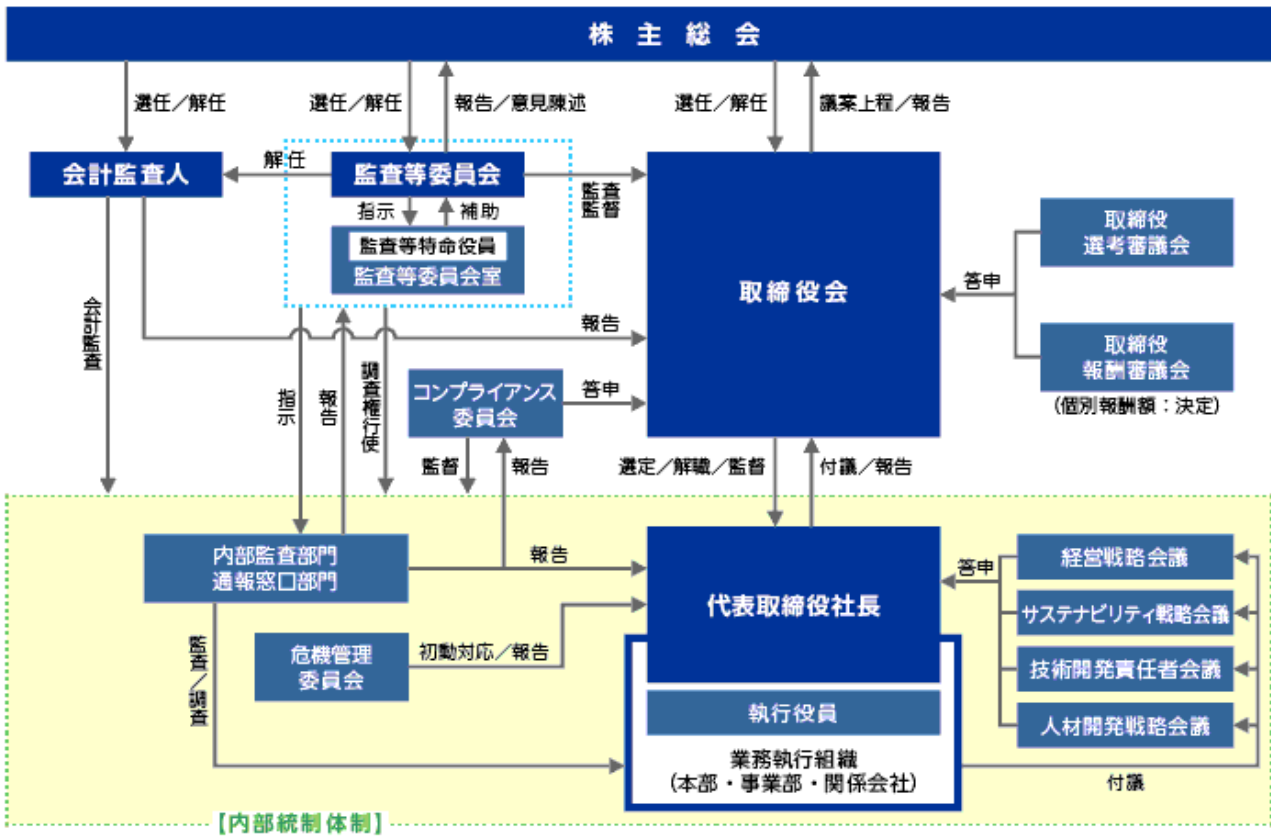 株主総会
選任／解任
選任／解任
報告／意見陳述
選任／解任
議案上程／報告
会計監査人
解任
監査等委員会
監査
監督
指示
補助
監査等特命役員
監査等委員会室
取締役会
取締役
選考審議会
答申
取締役
報酬審議会
(個別報酬額：決定)
会計監査
報告
指示
報告
調査権行使
コンプライアンス
委員会
答申
監督
報告
選定／解職／監督
付議／報告
内部監査部門
通報窓口部門
報告
代表取締役社長
答申
経営戦略会議
サステナビリティ戦略会議
技術開発責任者会議
人材開発戦略会議
監査／調査
危機管理
委員会
初動対応／報告
執行役員
業務執行組織
(本部・事業部・関係会社)
付議
【内部統制体制】